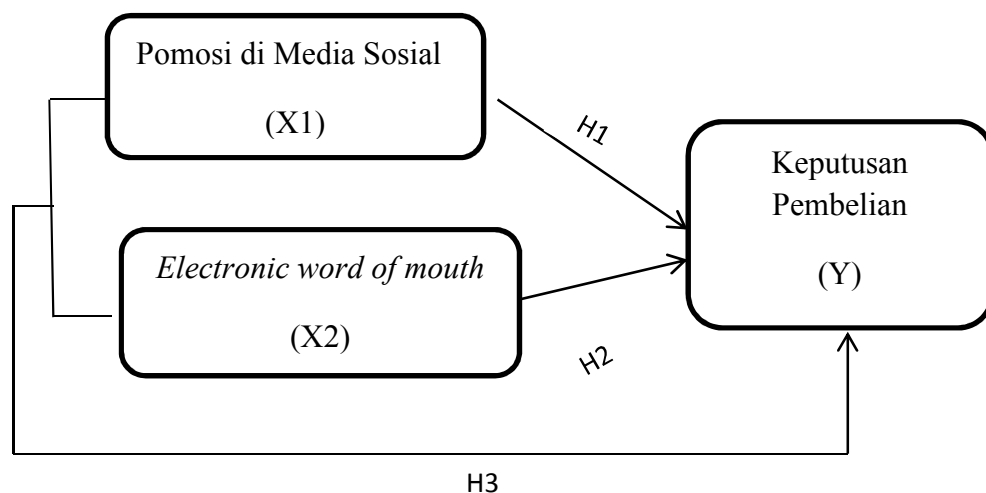 Pomosi di Media Sosial
(X1)
H1
Keputusan
Pembelian
(Y)
Electronic word of mouth
(X2)
H2
H3